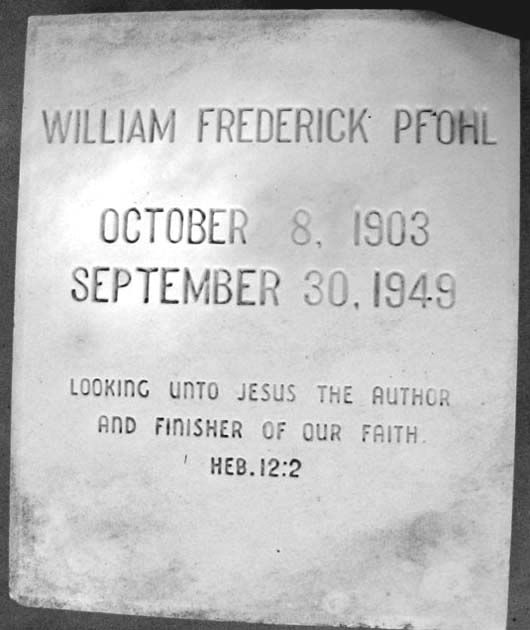 WILLIAM FREDERICK PFOHL
OCTOBER 8, 1903
SEPTEMBER 30, 1949
LOOKING UNTO JESUS THE AUTHOR
AND FINISHER OF OUR FAITH.
HEB. 12:2